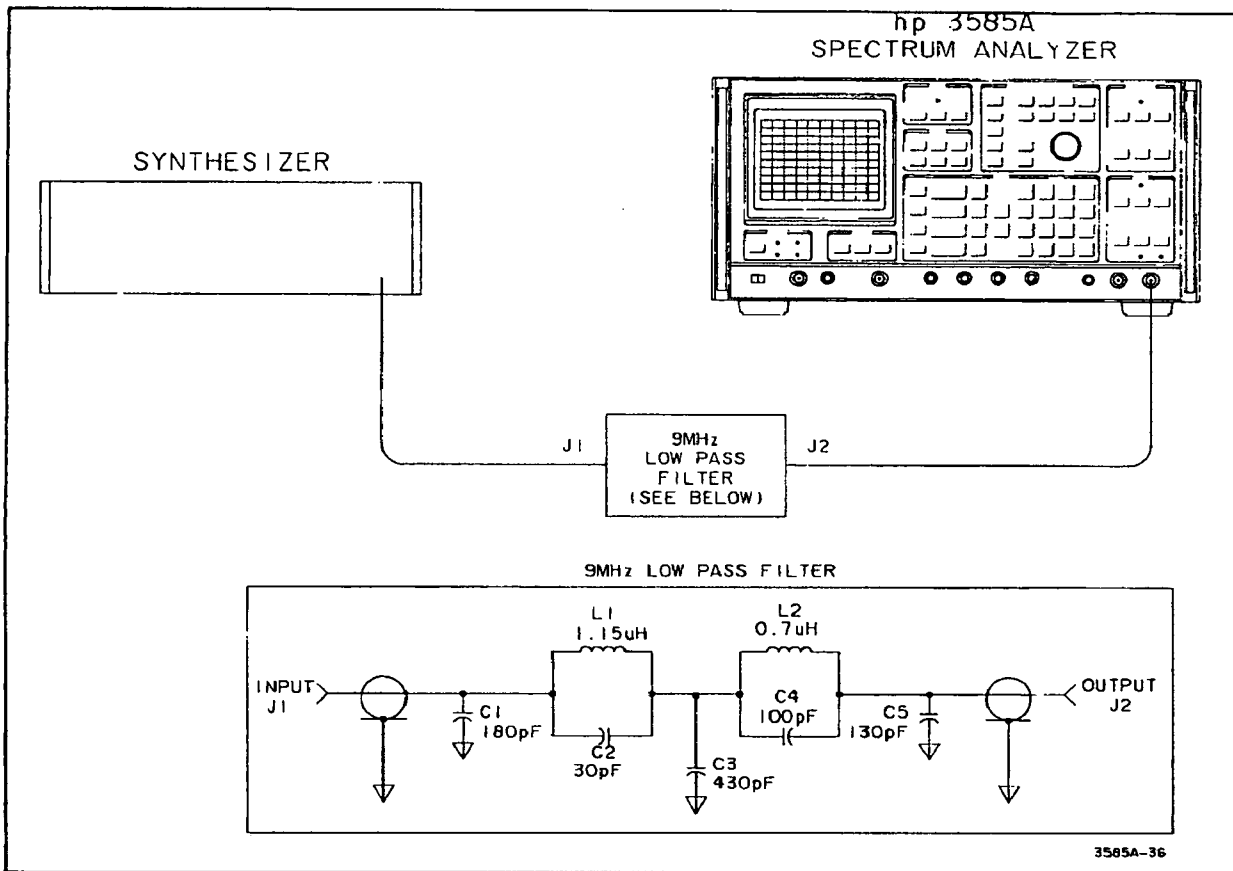 hp 3585A
SPECTRUM ANALYZER
SYNTHESIZER
J1
9MHz
LOW PASS
FILTER
(SEE BELOW)
J2
9MHz LOW PASS FILTER
L1
1.15uH
L2
0.7uH
INPUT
J1
C1
180pF
C2
30pF
C3
430pF
C4
100pF
C5
130pF
OUTPUT
J2
3585A-36